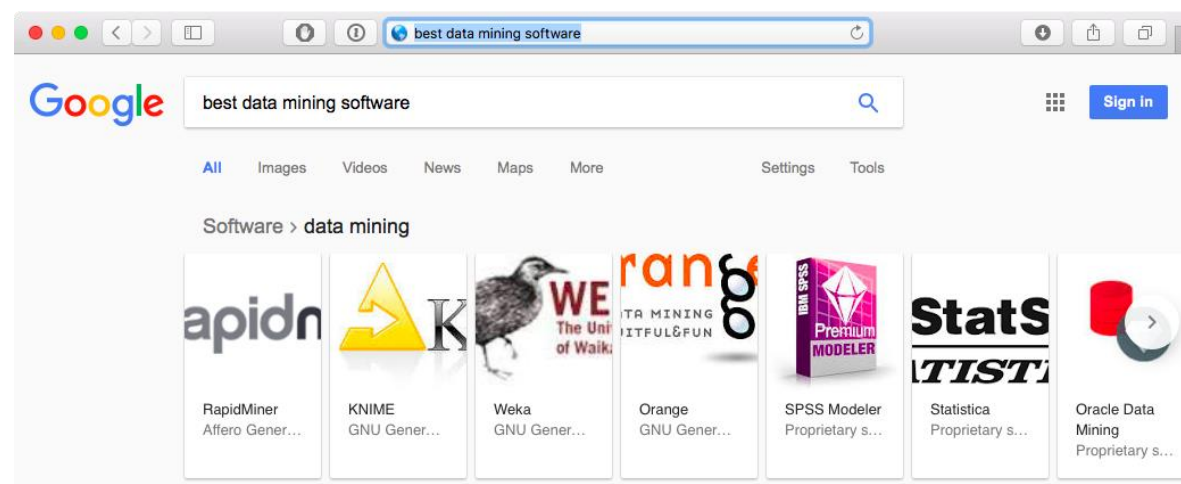 best data mining software
Google
best data mining software
Sign in
All Images Videos News Maps More Settings Tools
Software > data mining
apidn
K
WE
The Uni
of Waik
rang
TA MINING
ITFUL&FUN
IBM SPSS
Premium
MODELER
StatS
TISTI
RapidMiner
Affero Gener...
KNIME
GNU Gener...
Weka
GNU Gener...
Orange
GNU Gener...
SPSS Modeler
Proprietary s...
Statistica
Proprietary s...
Oracle Data
Mining
Proprietary s...